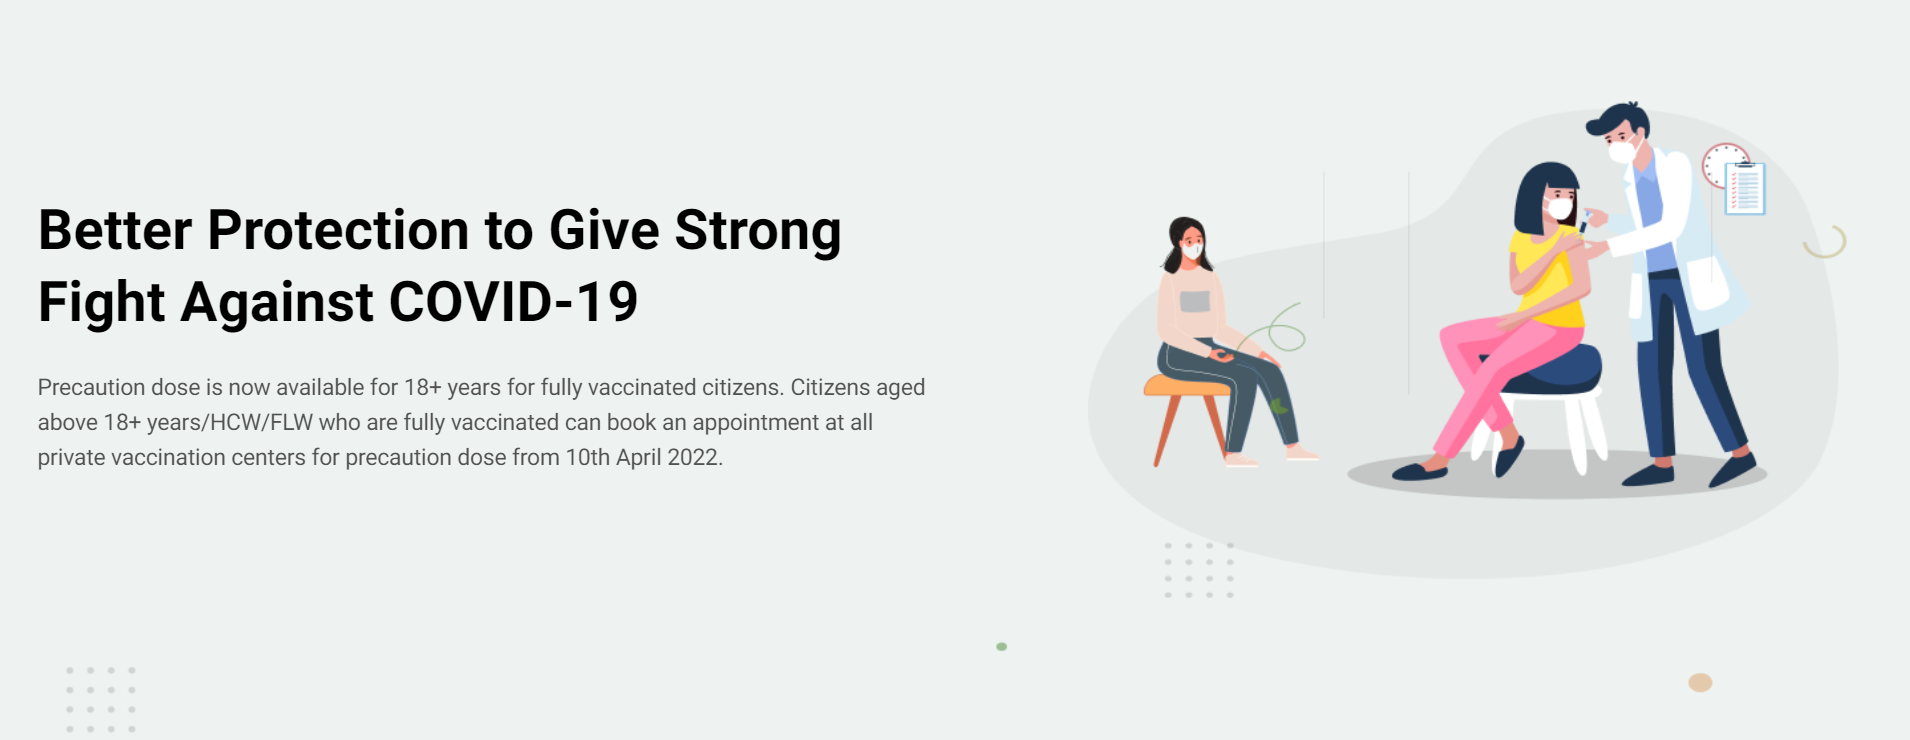 Better Protection to Give Strong
Fight Against COVID-19
Precaution dose is now available for 18+ years for fully vaccinated citizens. Citizens aged
above 18+ years/HCW/FLW who are fully vaccinated can book an appointment at all
private vaccination centers for precaution dose from 10th April 2022.